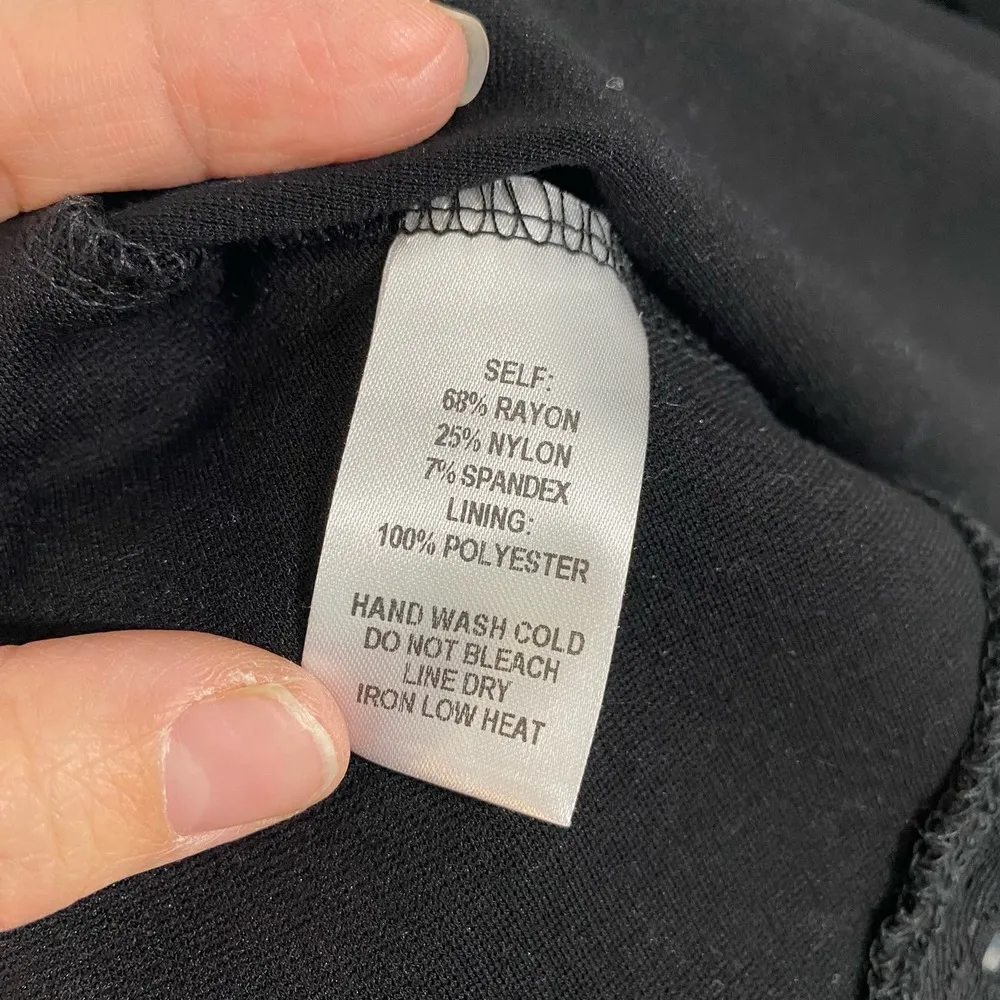 SELF:
68% RAYON
25% NYLON
7% SPANDEX
LINING:
100% POLYESTER
HAND WASH COLD
DO NOT BLEACH
LINE DRY
IRON LOW HEAT